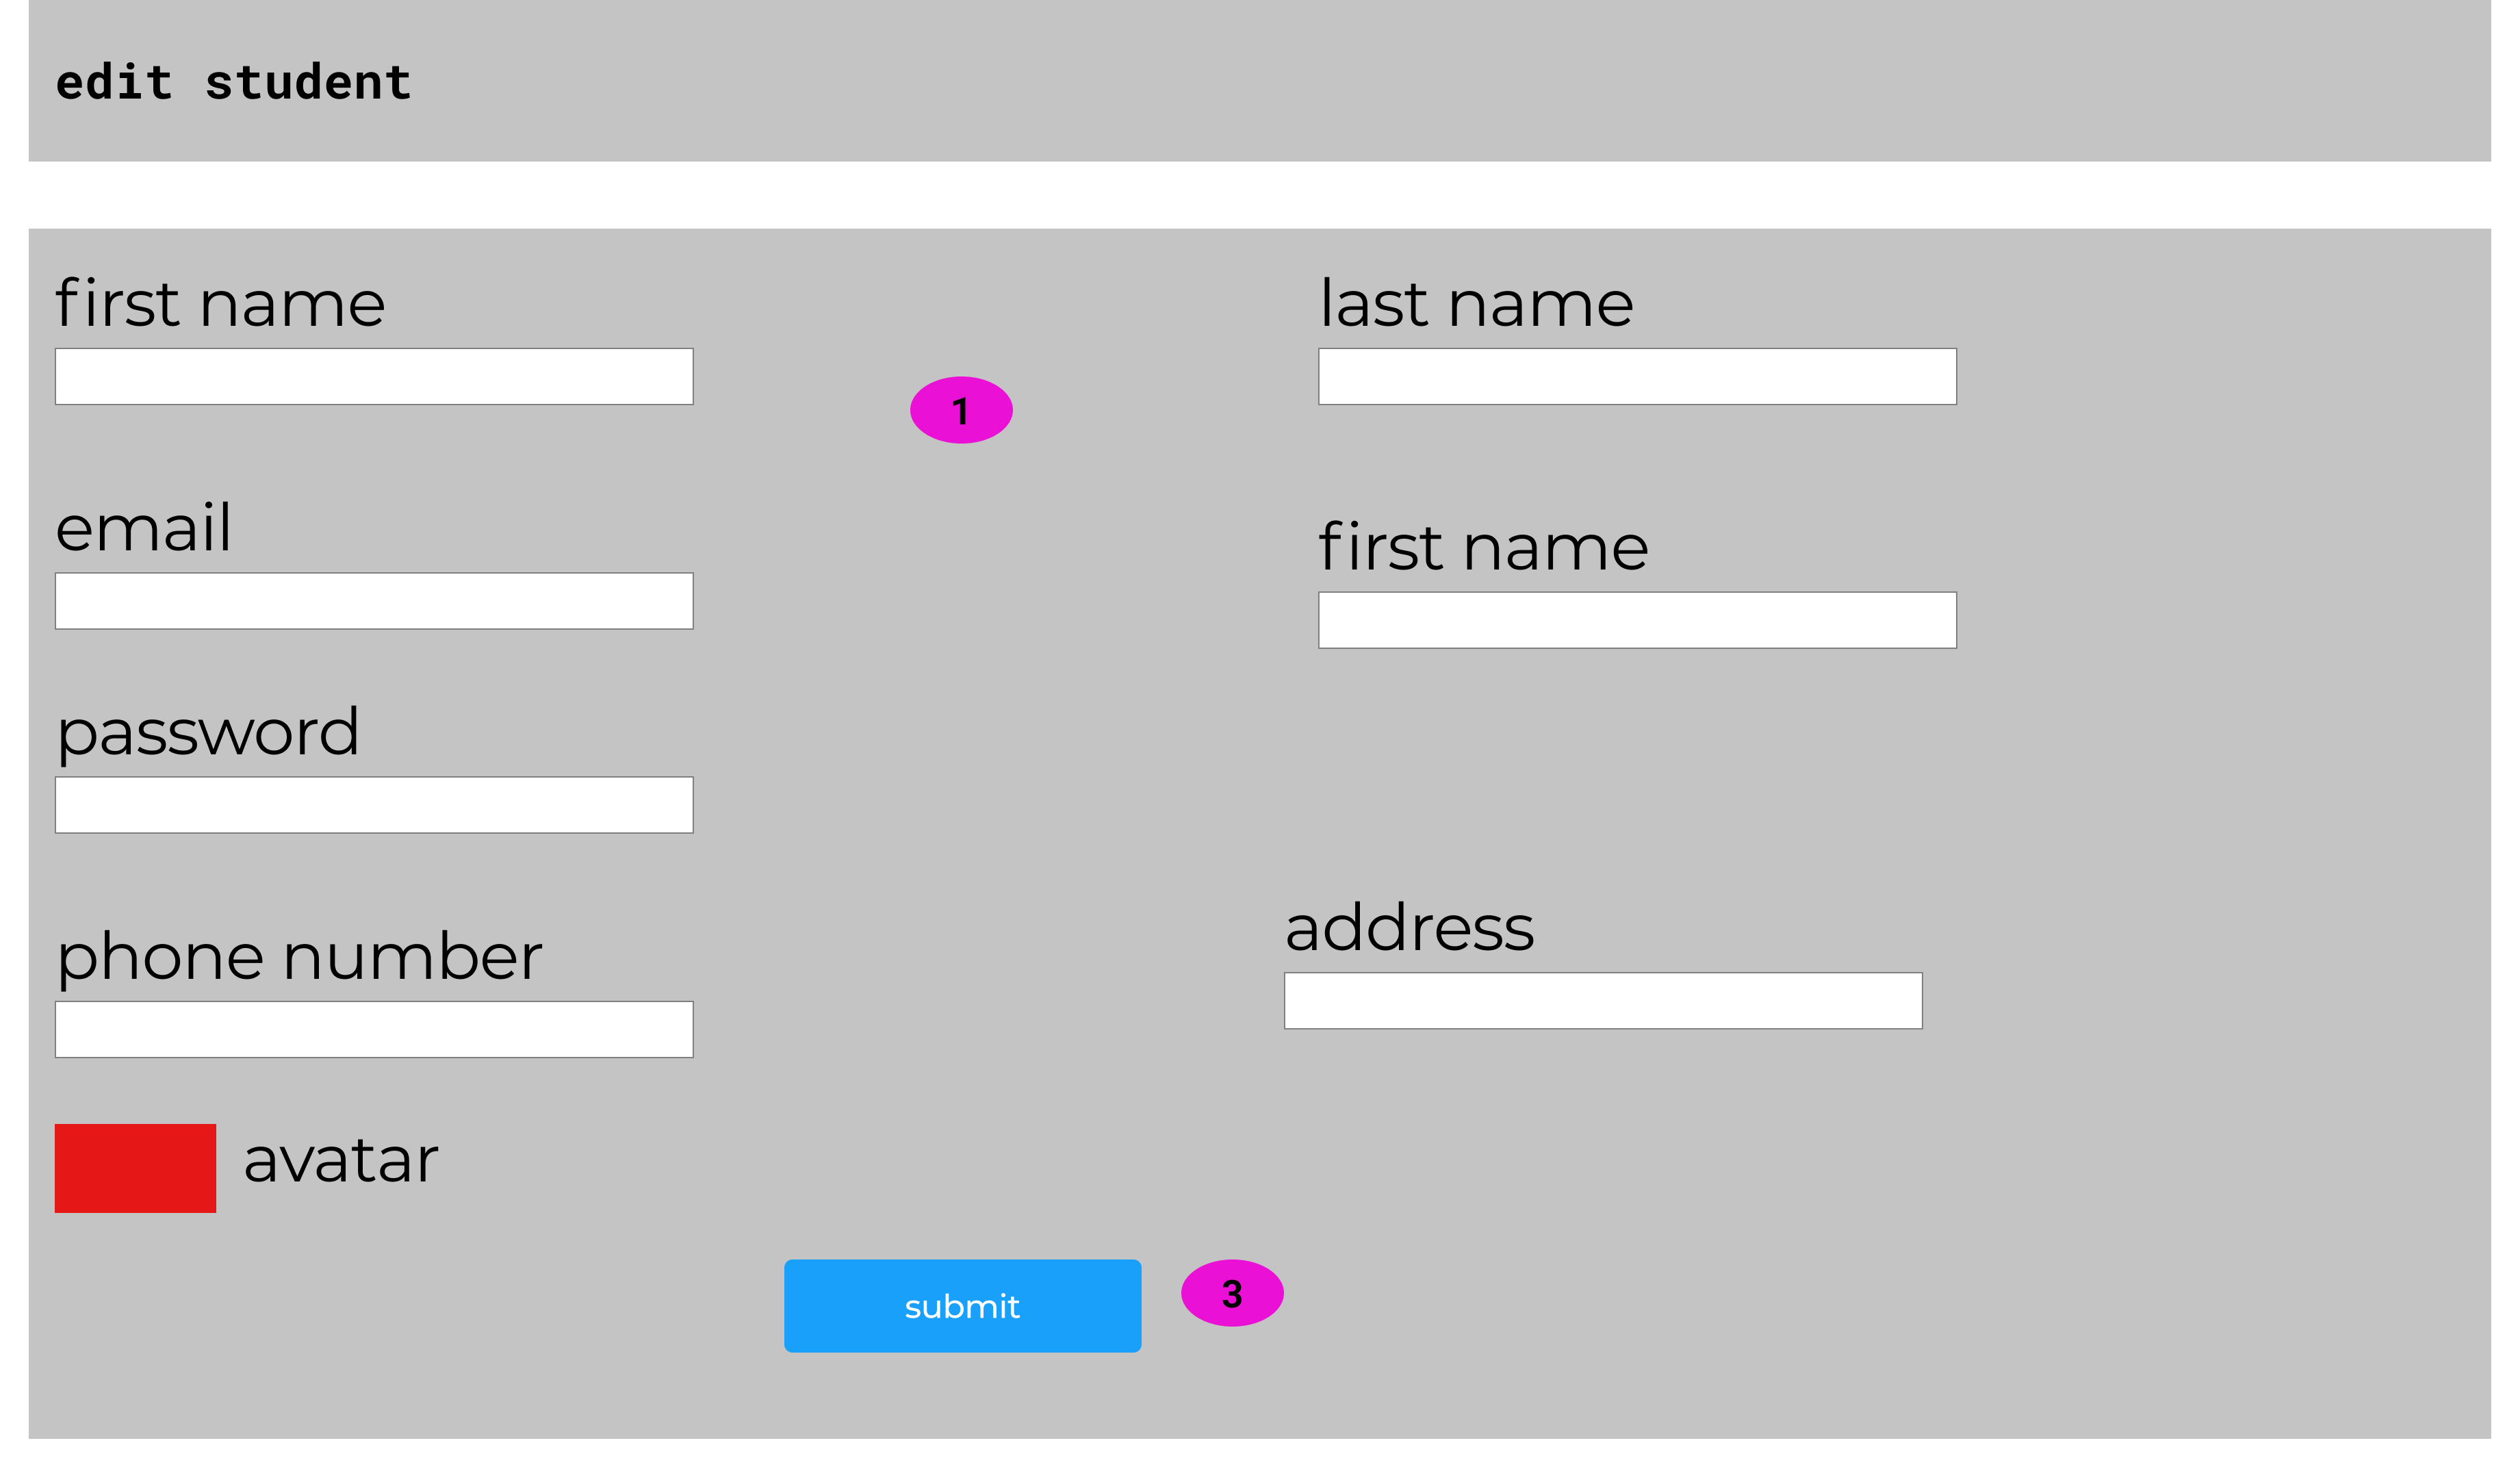 edit student
first name
last name
1
email
first name
password
phone number
address
avatar
submit
3